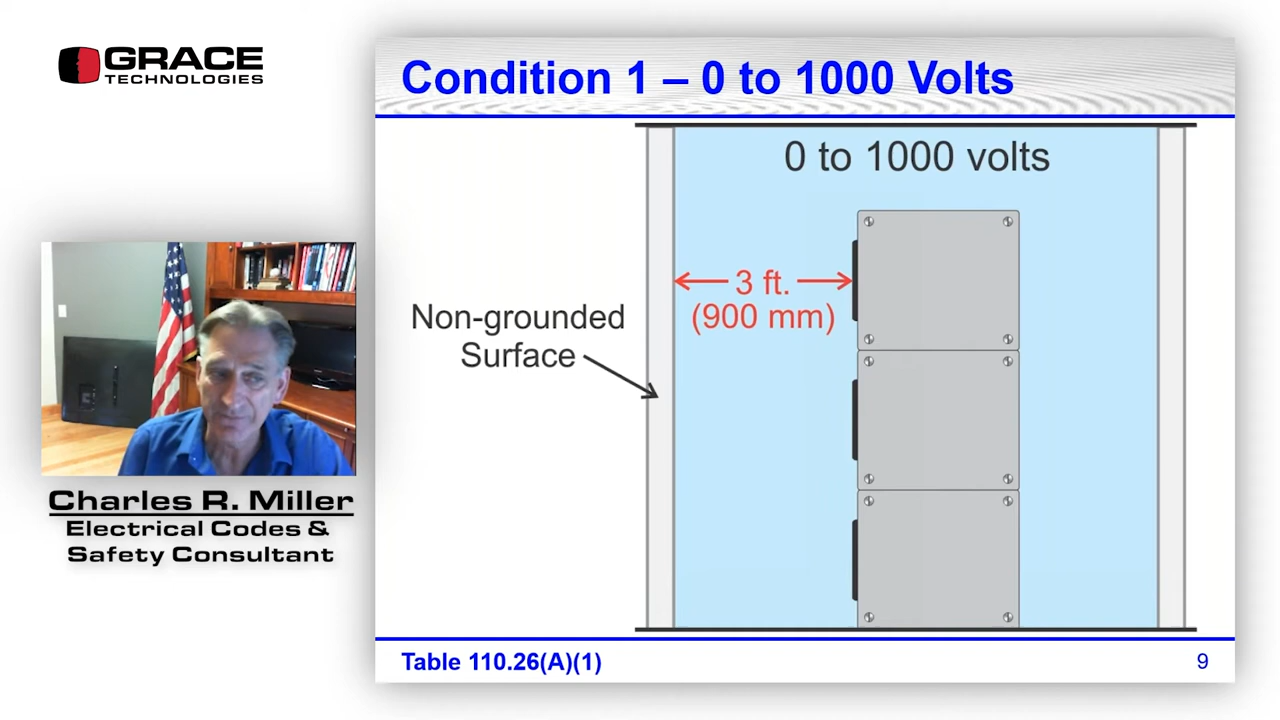 GRACE
TECHNOLOGIES
Condition 1 – 0 to 1000 Volts
0 to 1000 volts
3 ft.
(900 mm)
Non-grounded
Surface
Charles R. Miller
Electrical Codes &
Safety Consultant
Table 110.26(A)(1)
9